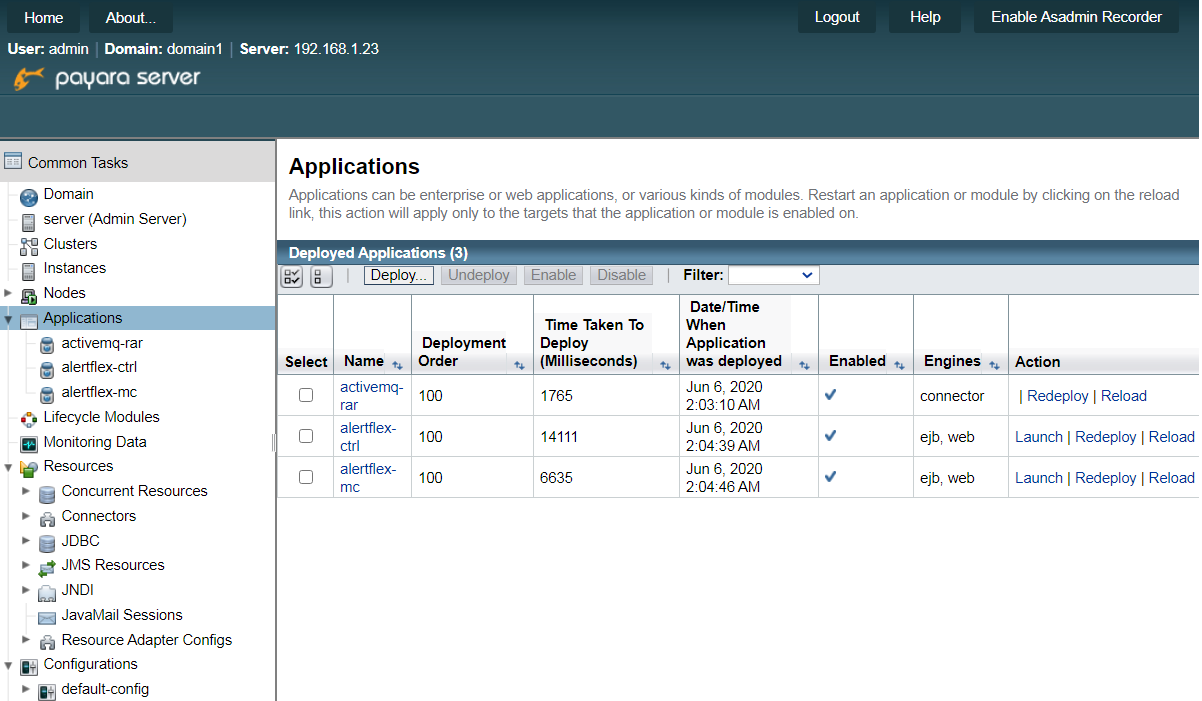 Home About... Logout Help Enable Asadmin Recorder
User: admin | Domain: domain1 | Server: 192.168.1.23
payara server
Common Tasks
Domain
server (Admin Server)
Clusters
Instances
Nodes
Applications
activemq-rar
alertflex-ctrl
alertflex-mc
Lifecycle Modules
Monitoring Data
Resources
Concurrent Resources
Connectors
JDBC
JMS Resources
JNDI
JavaMail Sessions
Resource Adapter Configs
Configurations
default-config
Applications
Applications can be enterprise or web applications, or various kinds of modules. Restart an application or module by clicking on the reload
link, this action will apply only to the targets that the application or module is enabled on.
Deployed Applications (3)
| Deploy... Undeploy Enable Disable | Filter:
Select Name Deployment Order Time Taken To Deploy (Milliseconds) Date/Time When Application was deployed Enabled Engines Action
activemq-rar 100 1765 Jun 6, 2020 2:03:10 AM connector | Redeploy | Reload
alertflex-ctrl 100 14111 Jun 6, 2020 2:04:39 AM ejb, web Launch | Redeploy | Reload
alertflex-mc 100 6635 Jun 6, 2020 2:04:46 AM ejb, web Launch | Redeploy | Reload